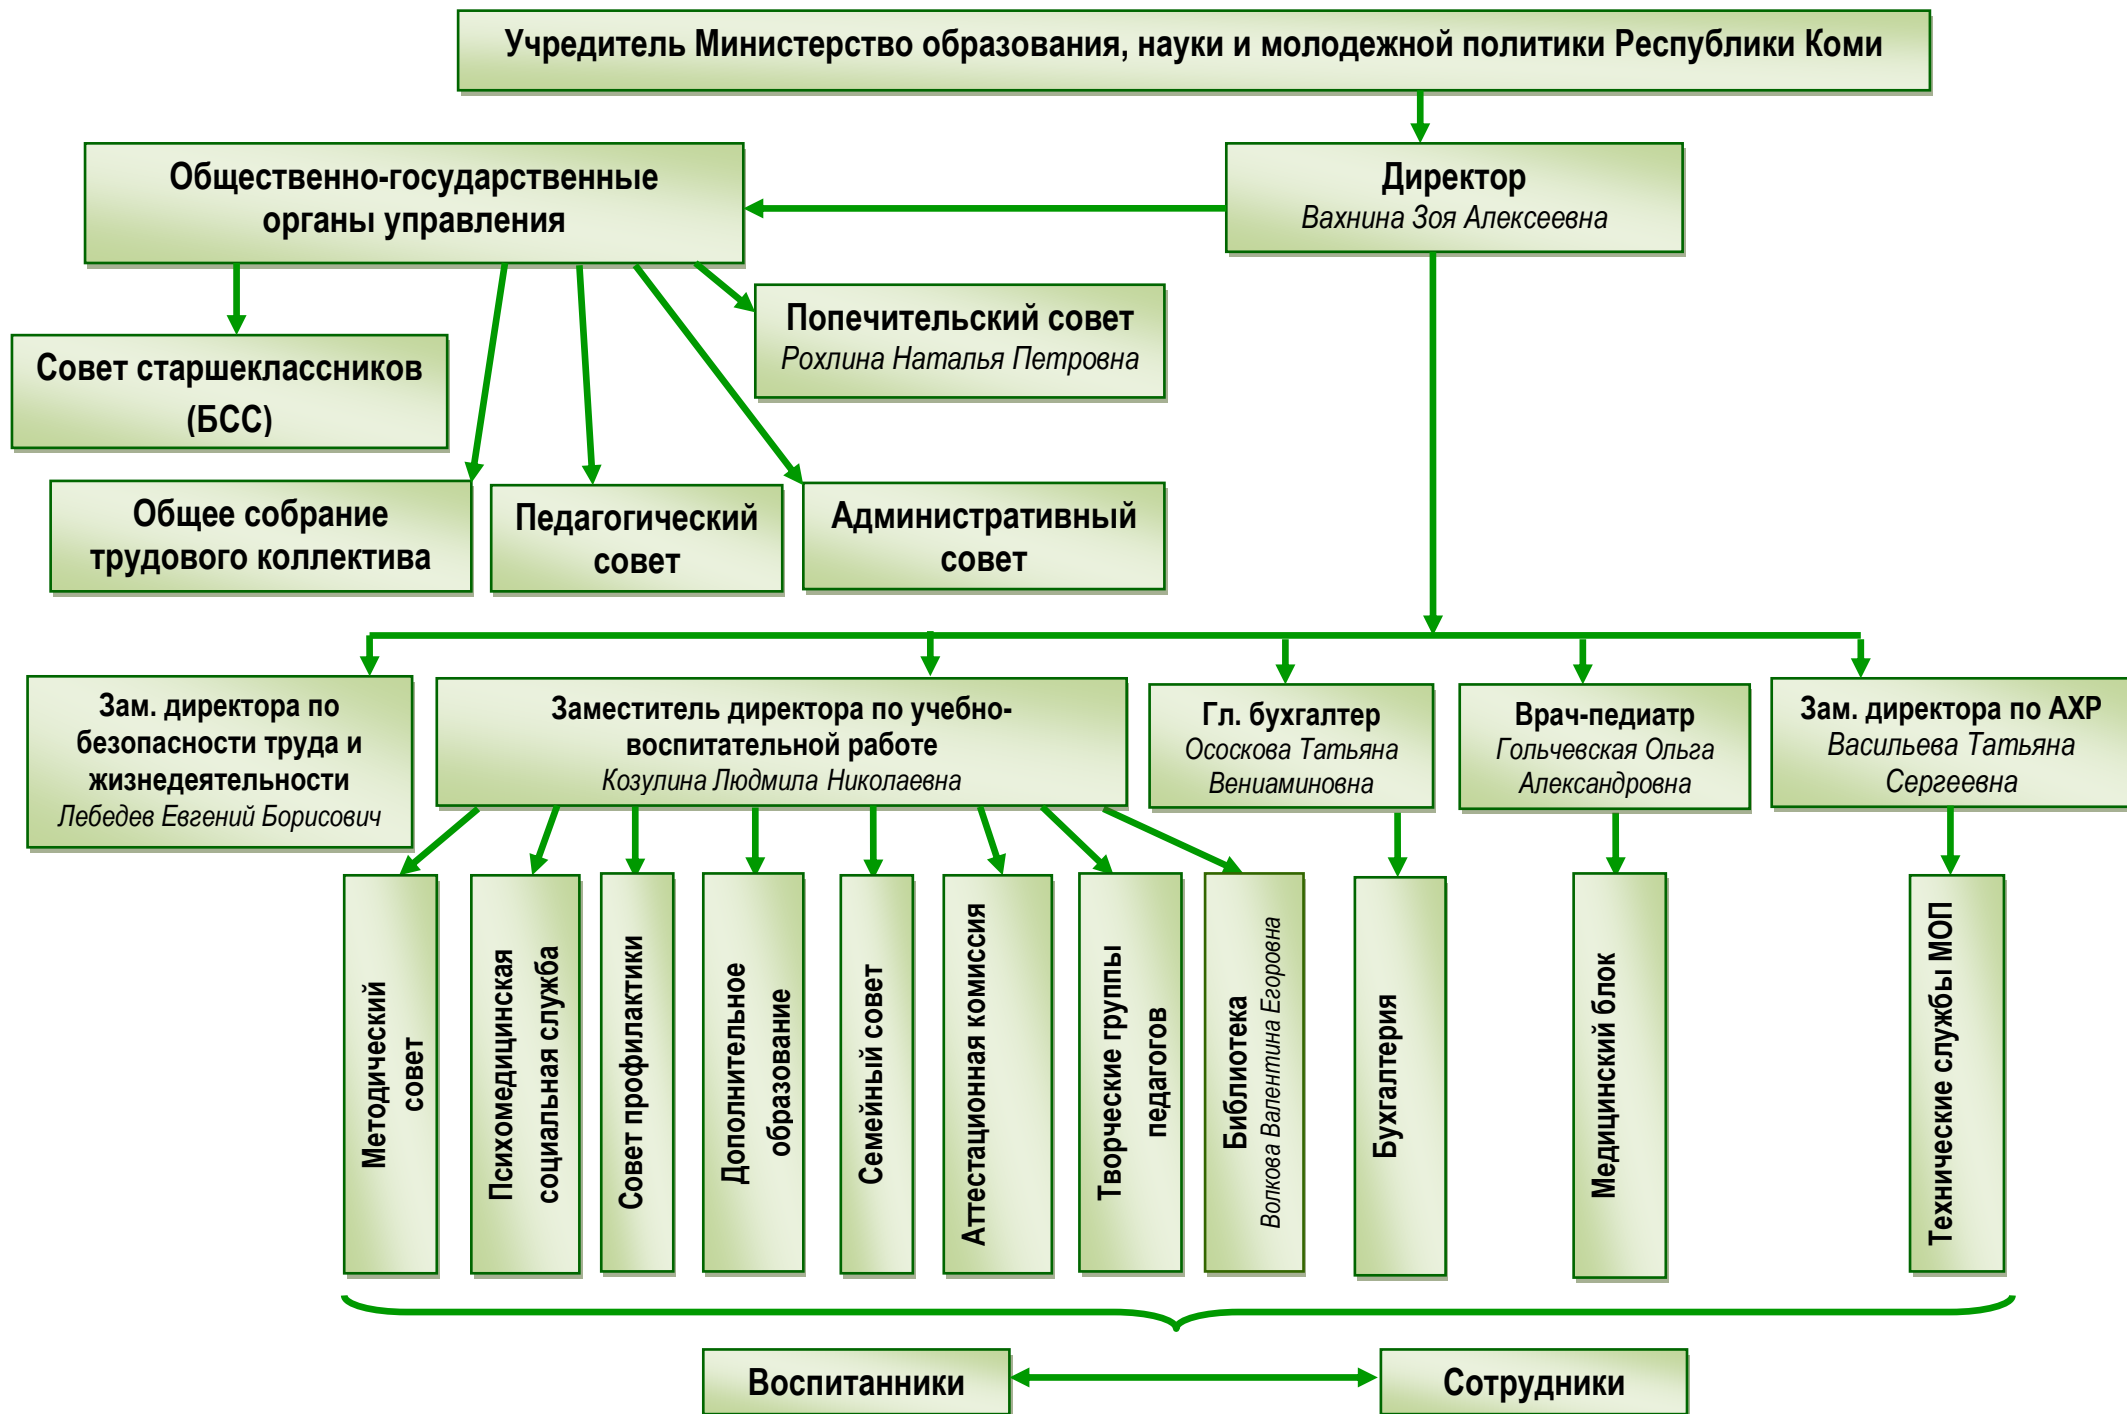 Учредитель Министерство образования, науки и молодежной политики Республики Коми
Общественно-государственные
органы управления
Директор
Вахнина Зоя Алексеевна
Попечительский совет
Рохлина Наталья Петровна
Совет старшеклассников
(БСС)
Общее собрание
трудового коллектива
Педагогический
совет
Административный
совет
Зам. директора по
безопасности труда и
жизнедеятельности
Лебедев Евгений Борисович
Заместитель директора по учебно-
воспитательной работе
Козулина Людмила Николаевна
Гл. бухгалтер
Ососкова Татьяна
Вениаминовна
Врач-педиатр
Гольчевская Ольга
Александровна
Зам. директора по АХР
Васильева Татьяна
Сергеевна
Методический
совет
Психомедицинская
социальная служба
Совет профилактики
Дополнительное
образование
Семейный совет
Аттестационная комиссия
Творческие группы
педагогов
Библиотека
Волкова Валентина Егоровна
Бухгалтерия
Медицинский блок
Технические службы МОП
Воспитанники
Сотрудники